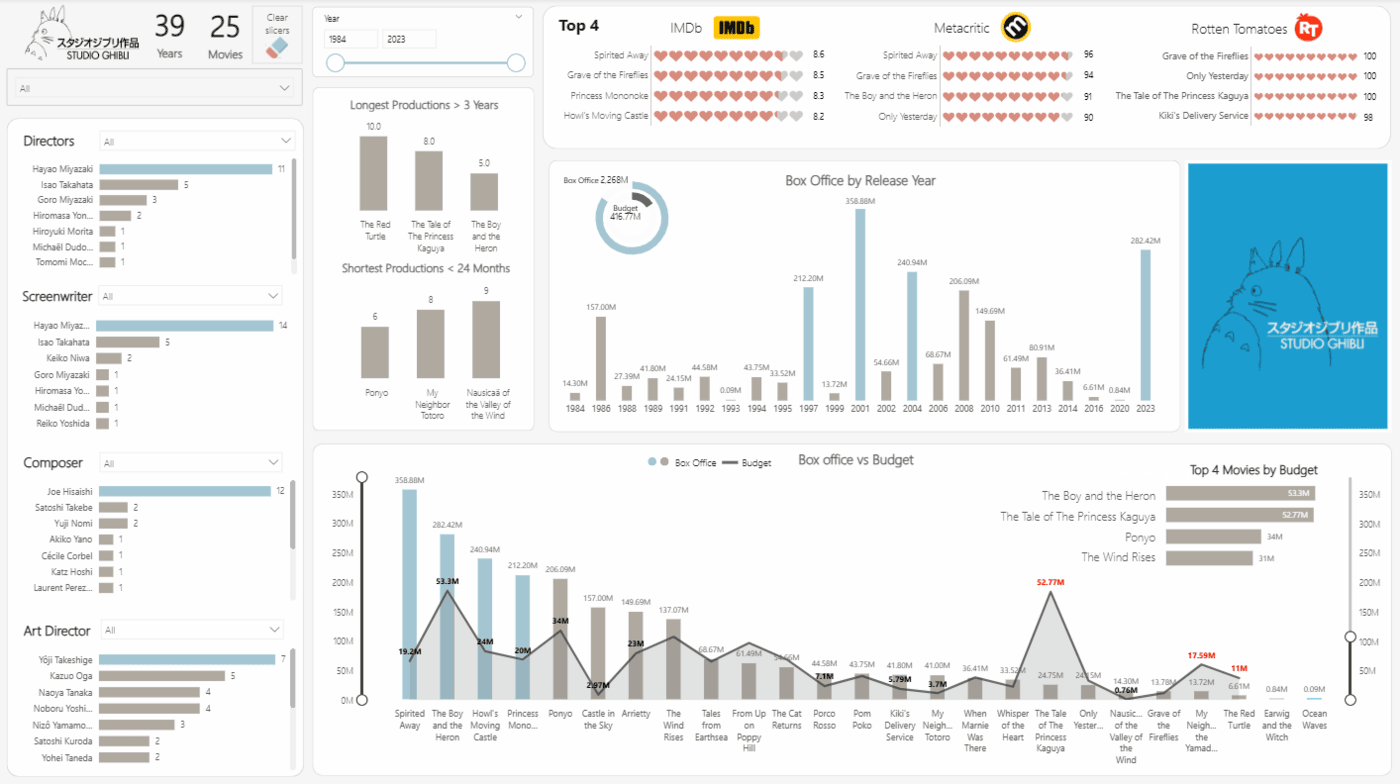 スタジオジブリ作品
STUDIO GHIBLI
39
Years
25
Movies
Clear
slicers
All
Directors
All
Hayao Miyazaki 11
Isao Takahata 5
Goro Miyazaki 3
Hiromasa Yon... 2
Hiroyuki Morita 1
Michaël Dudo... 1
Tomomi Moc... 1
Screenwriter
All
Hayao Miyaz... 14
Isao Takahata 5
Keiko Niwa 2
Goro Miyazaki 1
Hiromasa Yo... 1
Michaël Dud... 1
Reiko Yoshida 1
Composer
All
Joe Hisaishi 12
Satoshi Takebe 2
Yuji Nomi 2
Akiko Yano 1
Cécile Corbel 1
Katz Hoshi 1
Laurent Perez... 1
Art Director
All
Yôji Takeshige 7
Kazuo Oga 5
Naoya Tanaka 4
Noboru Yoshi... 4
Nizô Yamamo... 3
Satoshi Kuroda 2
Yohei Taneda 2
Year
1984 2023
Longest Productions > 3 Years
10.0 8.0 5.0
The Red
Turtle
The Tale of
The Princess
Kaguya
The Boy
and the
Heron
Shortest Productions < 24 Months
6 8 9
Ponyo
My
Neighbor
Totoro
Nausicaä of
the Valley of
the Wind
Top 4
IMDb IMDb
Spirited Away 8.6
Grave of the Fireflies 8.5
Princess Mononoke 8.3
Howl's Moving Castle 8.2
Metacritic
Spirited Away 96
Grave of the Fireflies 94
The Boy and the Heron 91
Only Yesterday 90
Rotten Tomatoes RT
Grave of the Fireflies 100
Only Yesterday 100
The Tale of The Princess Kaguya 100
Kiki's Delivery Service 98
Box Office 2,268M
Budget
416.77M
Box Office by Release Year
14.30M 157.00M 27.39M 41.80M 24.15M 44.58M 0.09M 43.75M 33.52M 212.20M 13.72M 358.88M 54.66M 240.94M 68.67M 206.09M 149.69M 61.49M 80.91M 36.41M 6.61M 0.84M 282.42M
1984 1986 1988 1989 1991 1992 1993 1994 1995 1997 1999 2001 2002 2004 2006 2008 2010 2011 2013 2014 2016 2020 2023
スタジオジブリ作品
STUDIO GHIBLI
Box Office Budget
Box office vs Budget
350M
300M
250M
200M
150M
100M
50M
0M
358.88M 282.42M 240.94M 212.20M 206.09M 157.00M 149.69M 137.07M 68.67M 61.49M 54.66M 44.58M 43.75M 41.80M 41.00M 36.41M 33.52M 24.75M 24.15M 14.30M 13.78M 13.72M 6.61M 0.84M 0.09M
19.2M 53.3M 24M 20M 34M 2.97M 23M 7.1M 5.79M 3.7M 52.77M 0.76M 17.59M 11M
Spirited
Away
The Boy
and the
Heron
Howl's
Moving
Castle
Princess
Mono...
Ponyo
Castle in
the Sky
Arrietty
The
Wind
Rises
Tales
from
Earthsea
From Up
on
Poppy
Hill
The Cat
Returns
Porco
Rosso
Pom
Poko
Kiki's
Delivery
Service
My
Neigh...
Totoro
When
Marnie
Was
There
Whisper
of the
Heart
The Tale
of The
Princess
Kaguya
Only
Yester...
Nausic...
of the
Valley of
the
Wind
Grave of
the
Fireflies
My
Neigh...
the
Yamad...
The Red
Turtle
Earwig
and the
Witch
Ocean
Waves
Top 4 Movies by Budget
The Boy and the Heron 53.3M
The Tale of The Princess Kaguya 52.77M
Ponyo 34M
The Wind Rises 31M
350M
300M
250M
200M
150M
100M
50M